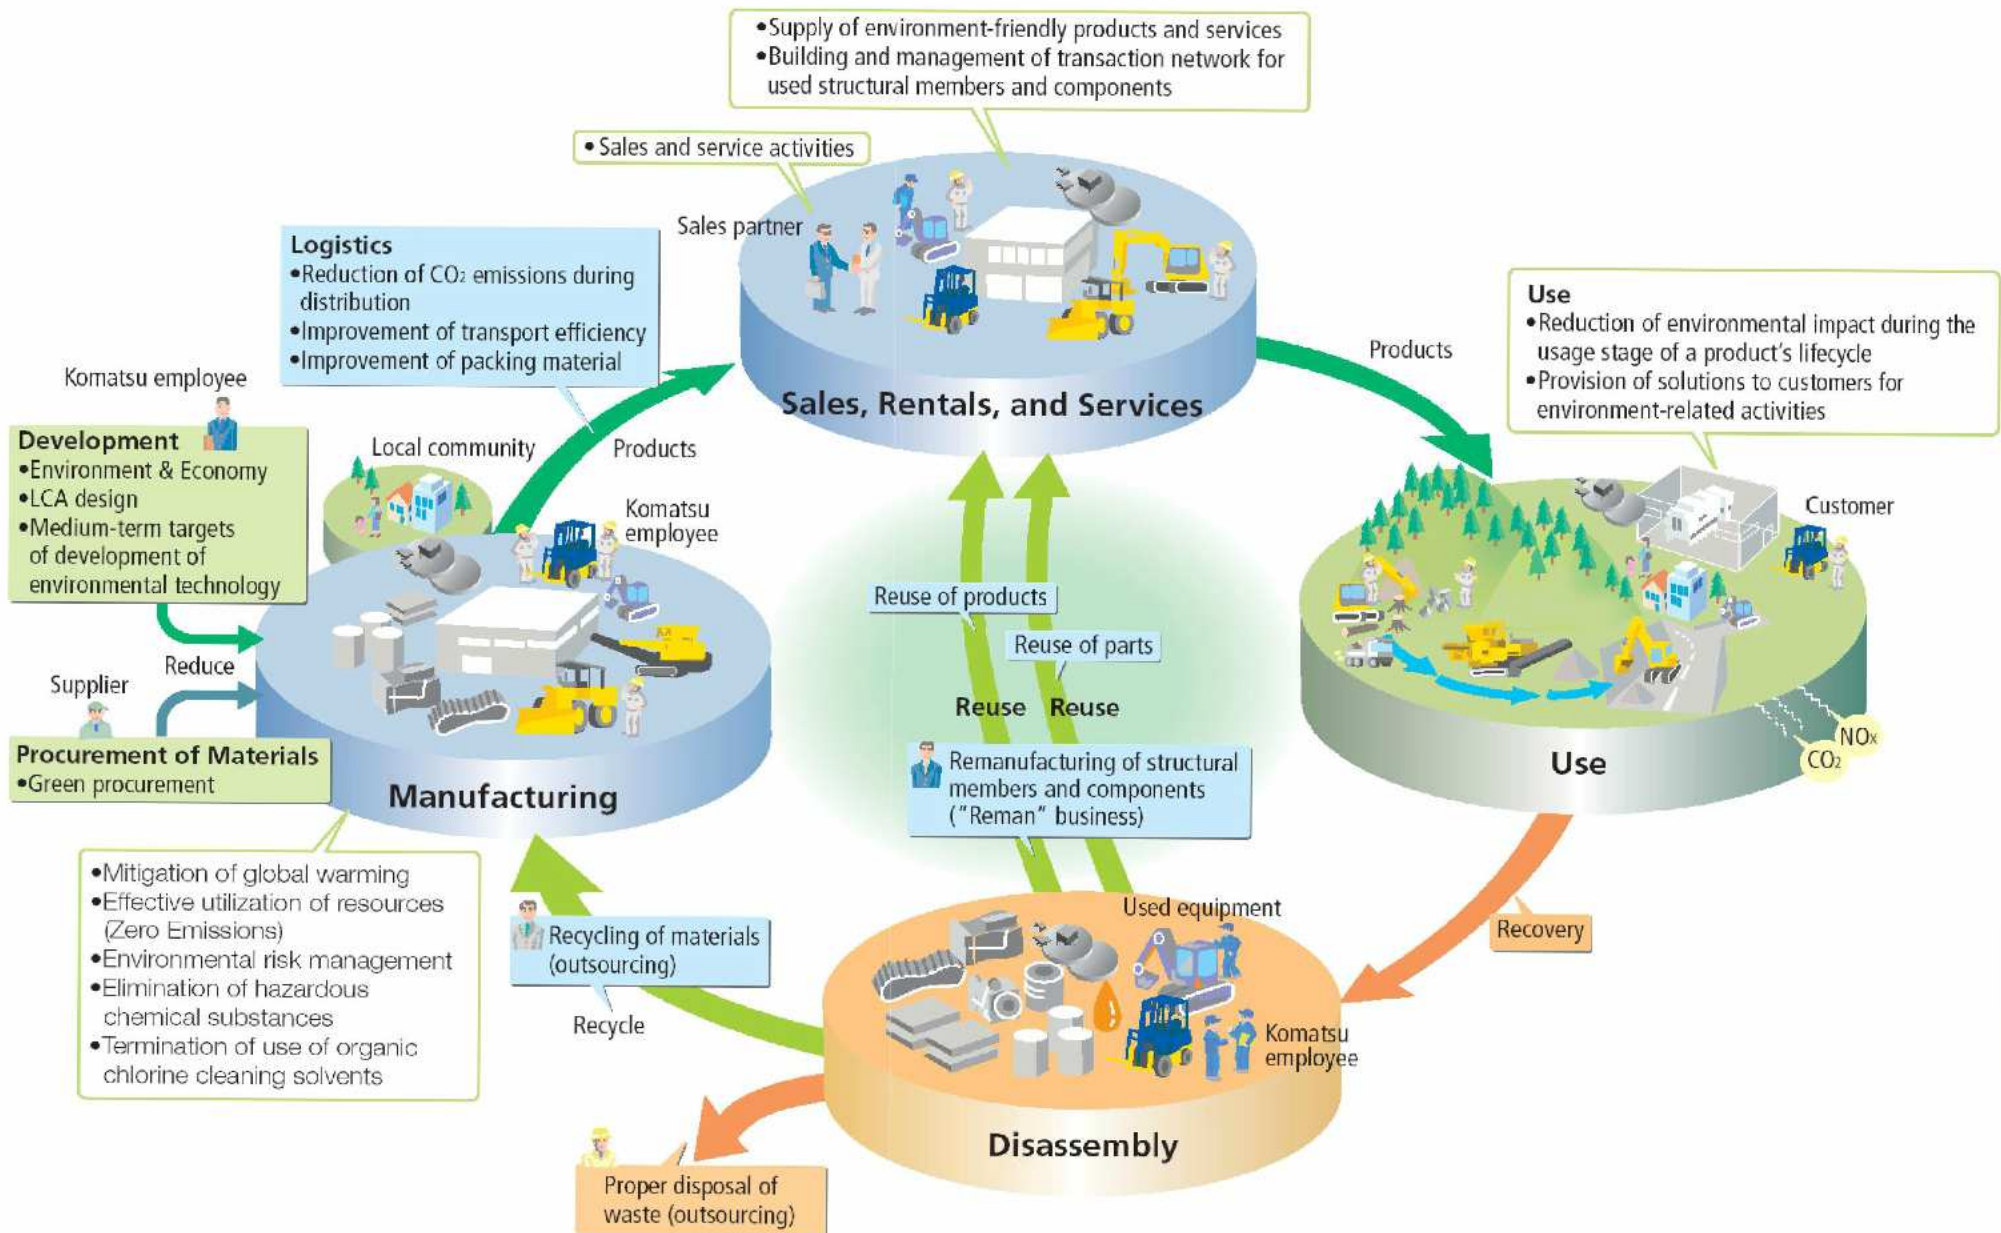 •Supply of environment-friendly products and services
•Building and management of transaction network for
used structural members and components
• Sales and service activities
Sales partner
Logistics
•Reduction of CO2 emissions during
distribution
•Improvement of transport efficiency
•Improvement of packing material
Sales, Rentals, and Services
Products
Use
•Reduction of environmental impact during the
usage stage of a product's lifecycle
•Provision of solutions to customers for
environment-related activities
Komatsu employee
Development
•Environment & Economy
•LCA design
•Medium-term targets
of development of
environmental technology
Local community
Products
Komatsu
employee
Customer
Reduce
Supplier
Procurement of Materials
•Green procurement
Manufacturing
Reuse of products
Reuse of parts
Reuse Reuse
Remanufacturing of structural
members and components
("Reman" business)
Use
NOx
CO2
•Mitigation of global warming
•Effective utilization of resources
(Zero Emissions)
•Environmental risk management
•Elimination of hazardous
chemical substances
•Termination of use of organic
chlorine cleaning solvents
Recycling of materials
(outsourcing)
Recycle
Used equipment
Recovery
Komatsu
employee
Disassembly
Proper disposal of
waste (outsourcing)